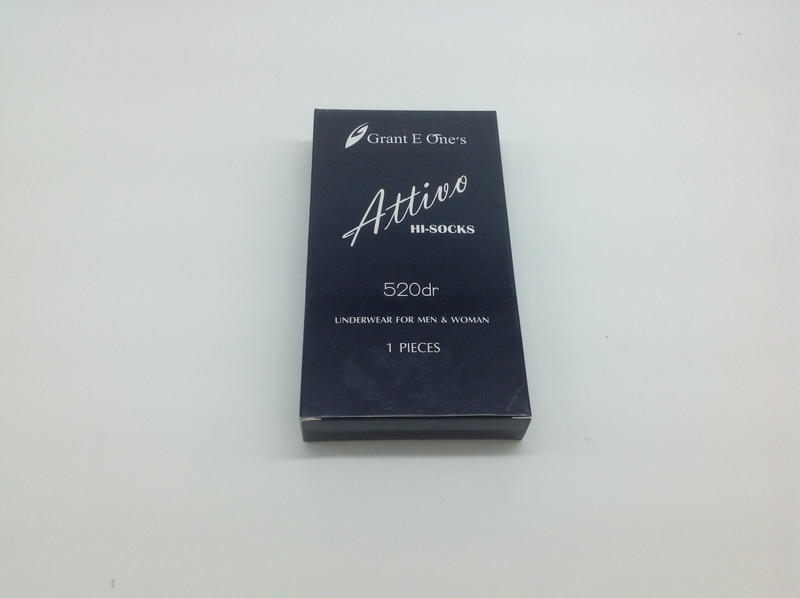 Grant E One's
Attivo
HI-SOCKS
520dr
UNDERWEAR FOR MEN & WOMAN
1 PIECES